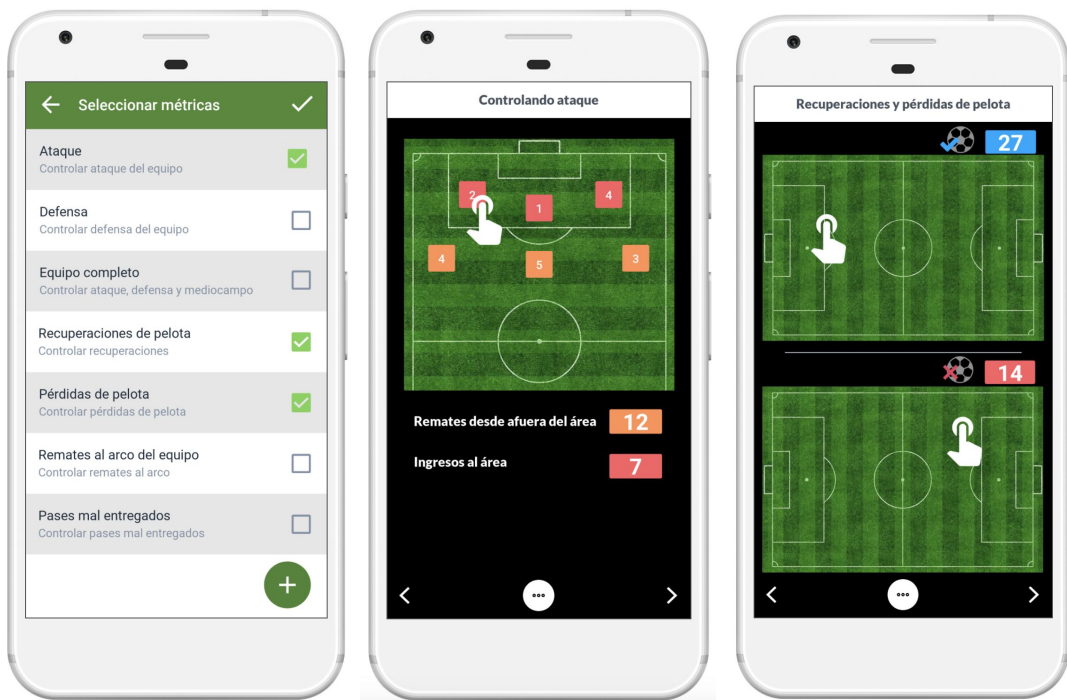 Seleccionar métricas
Ataque
Controlar ataque del equipo
Defensa
Controlar defensa del equipo
Equipo completo
Controlar ataque, defensa y mediocampo
Recuperaciones de pelota
Controlar recuperaciones
Pérdidas de pelota
Controlar pérdidas de pelota
Remates al arco del equipo
Controlar remates al arco
Pases mal entregados
Controlar pases mal entregados
+
Controlando ataque
2 1 4
4 5 3
Remates desde afuera del área 12
Ingresos al área 7
Recuperaciones y pérdidas de pelota
27
14